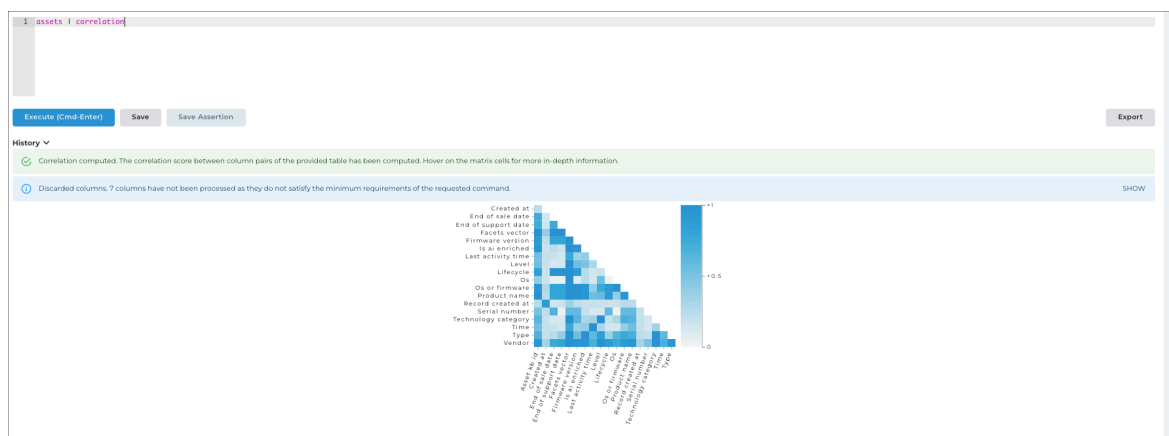 1 assets | correlation
Execute (Cmd-Enter) Save Save Assertion Export
History
Correlation computed. The correlation score between column pairs of the provided table has been computed. Hover on the matrix cells for more in-depth information.
Discarded columns. 7 columns have not been processed as they do not satisfy the minimum requirements of the requested command. SHOW
Created at
End of sale date
End of support date
Facets vector
Firmware version
Is ai enriched
Last activity time
Level
Lifecycle
Os
Os or firmware
Product name
Record created at
Serial number
Technology category
Time
Type
Vendor
+1
+0.5
0
Asset kb id
Created at
End of sale date
End of support date
Facets vector
Firmware version
Is ai enriched
Last activity time
Level
Lifecycle
Os
Os or firmware
Product name
Record created at
Serial number
Technology category
Time
Type